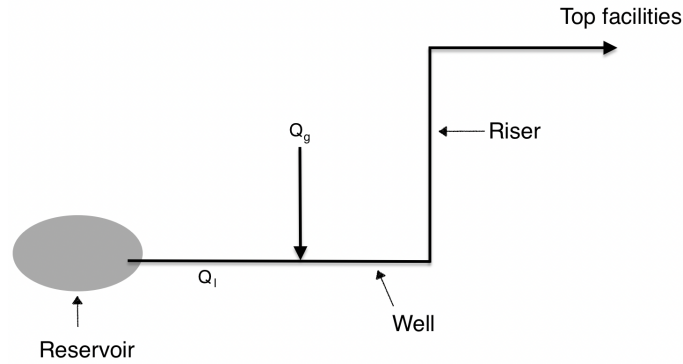 Top facilities
Qg
Riser
Ql
Well
Reservoir